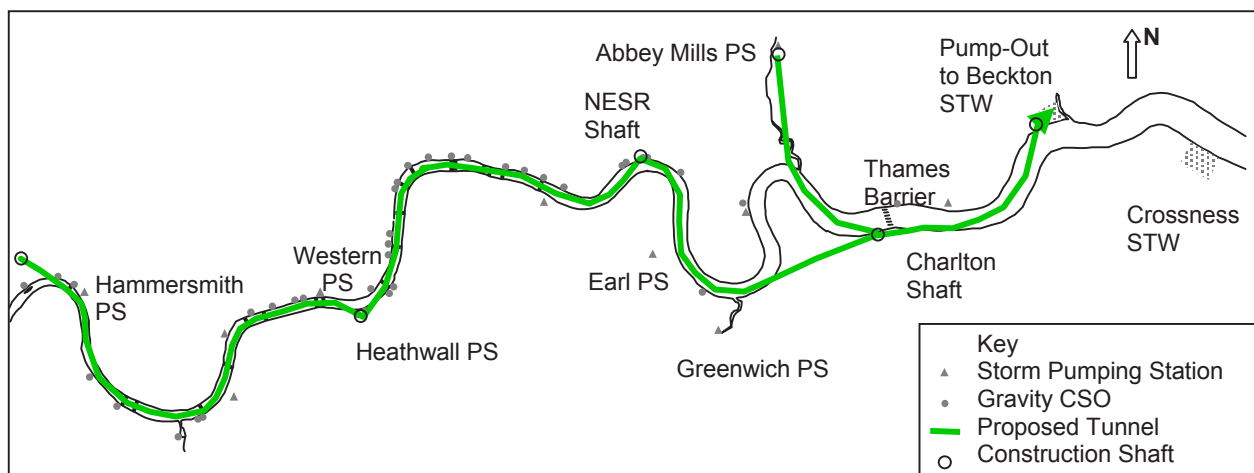 Abbey Mills PS
Pump-Out
to Beckton
STW
N
NESR
Shaft
Thames
Barrier
Crossness
STW
Western
PS
Hammersmith
PS
Earl PS
Charlton
Shaft
Heathwall PS
Greenwich PS
Key
Storm Pumping Station
Gravity CSO
Proposed Tunnel
Construction Shaft